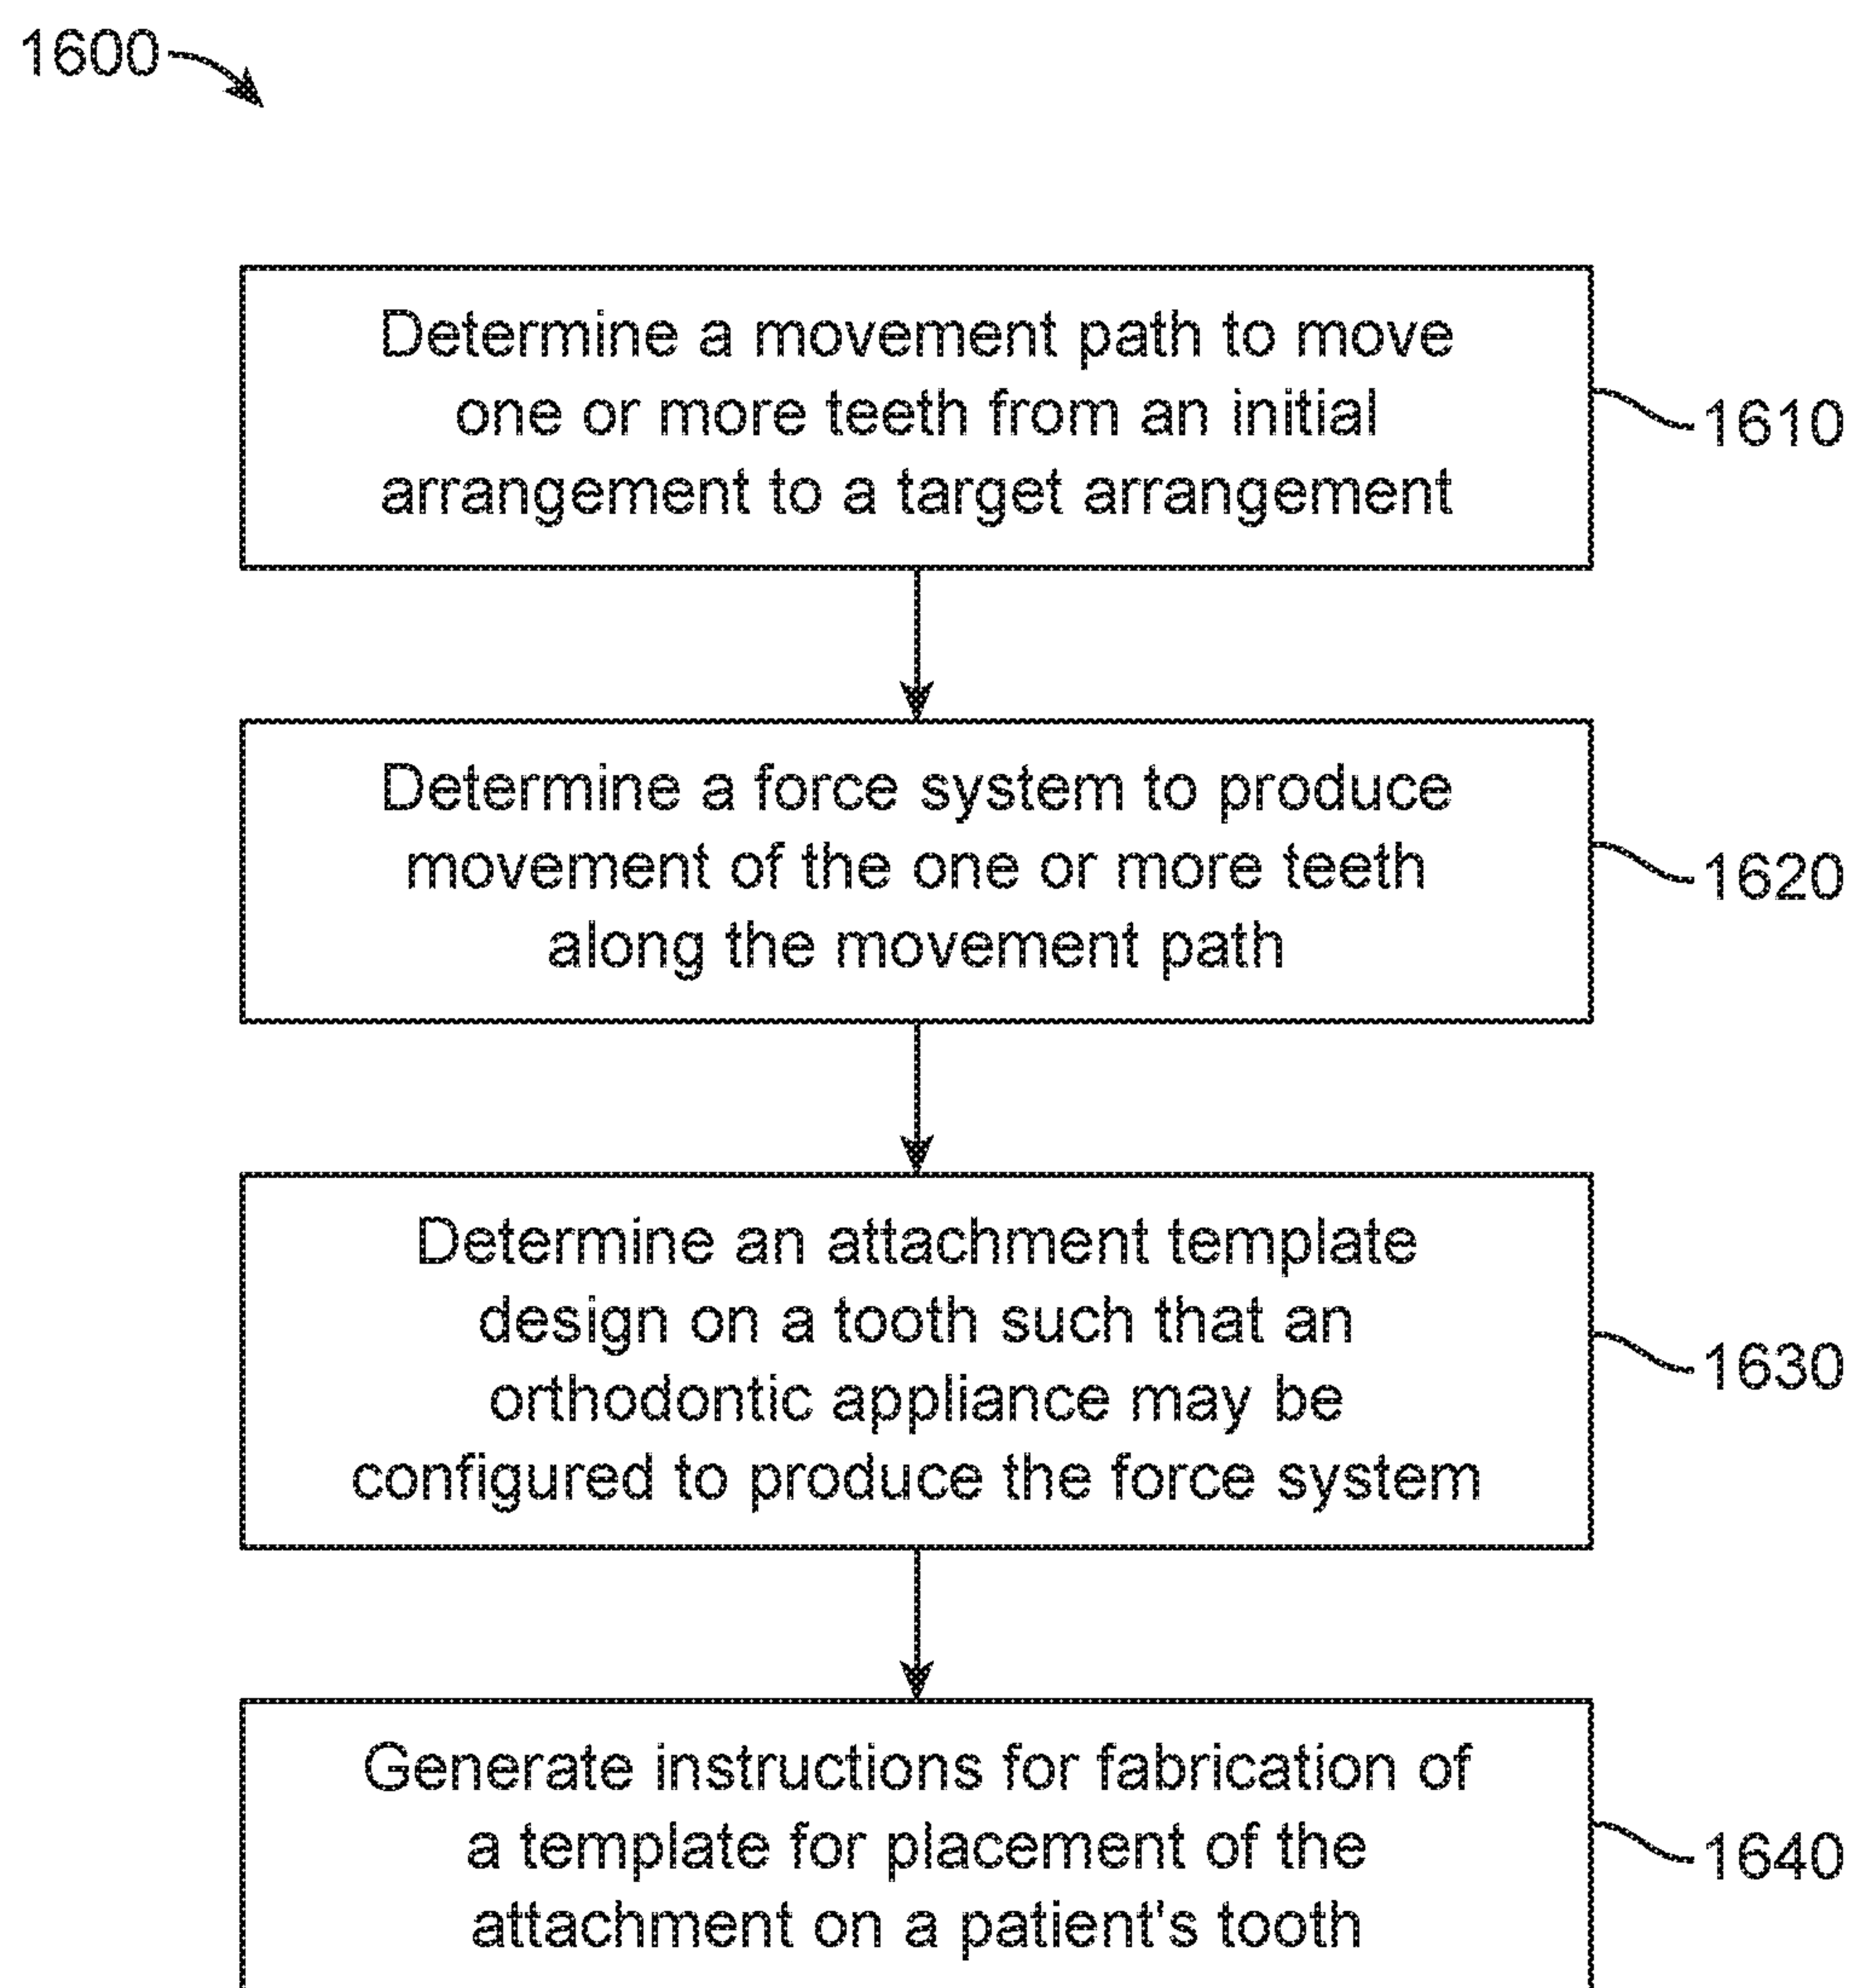 1600
Determine a movement path to move
one or more teeth from an initial
arrangement to a target arrangement
1610
Determine a force system to produce
movement of the one or more teeth
along the movement path
1620
Determine an attachment template
design on a tooth such that an
orthodontic appliance may be
configured to produce the force system
1630
Generate instructions for fabrication of
a template for placement of the
attachment on a patient's tooth
1640